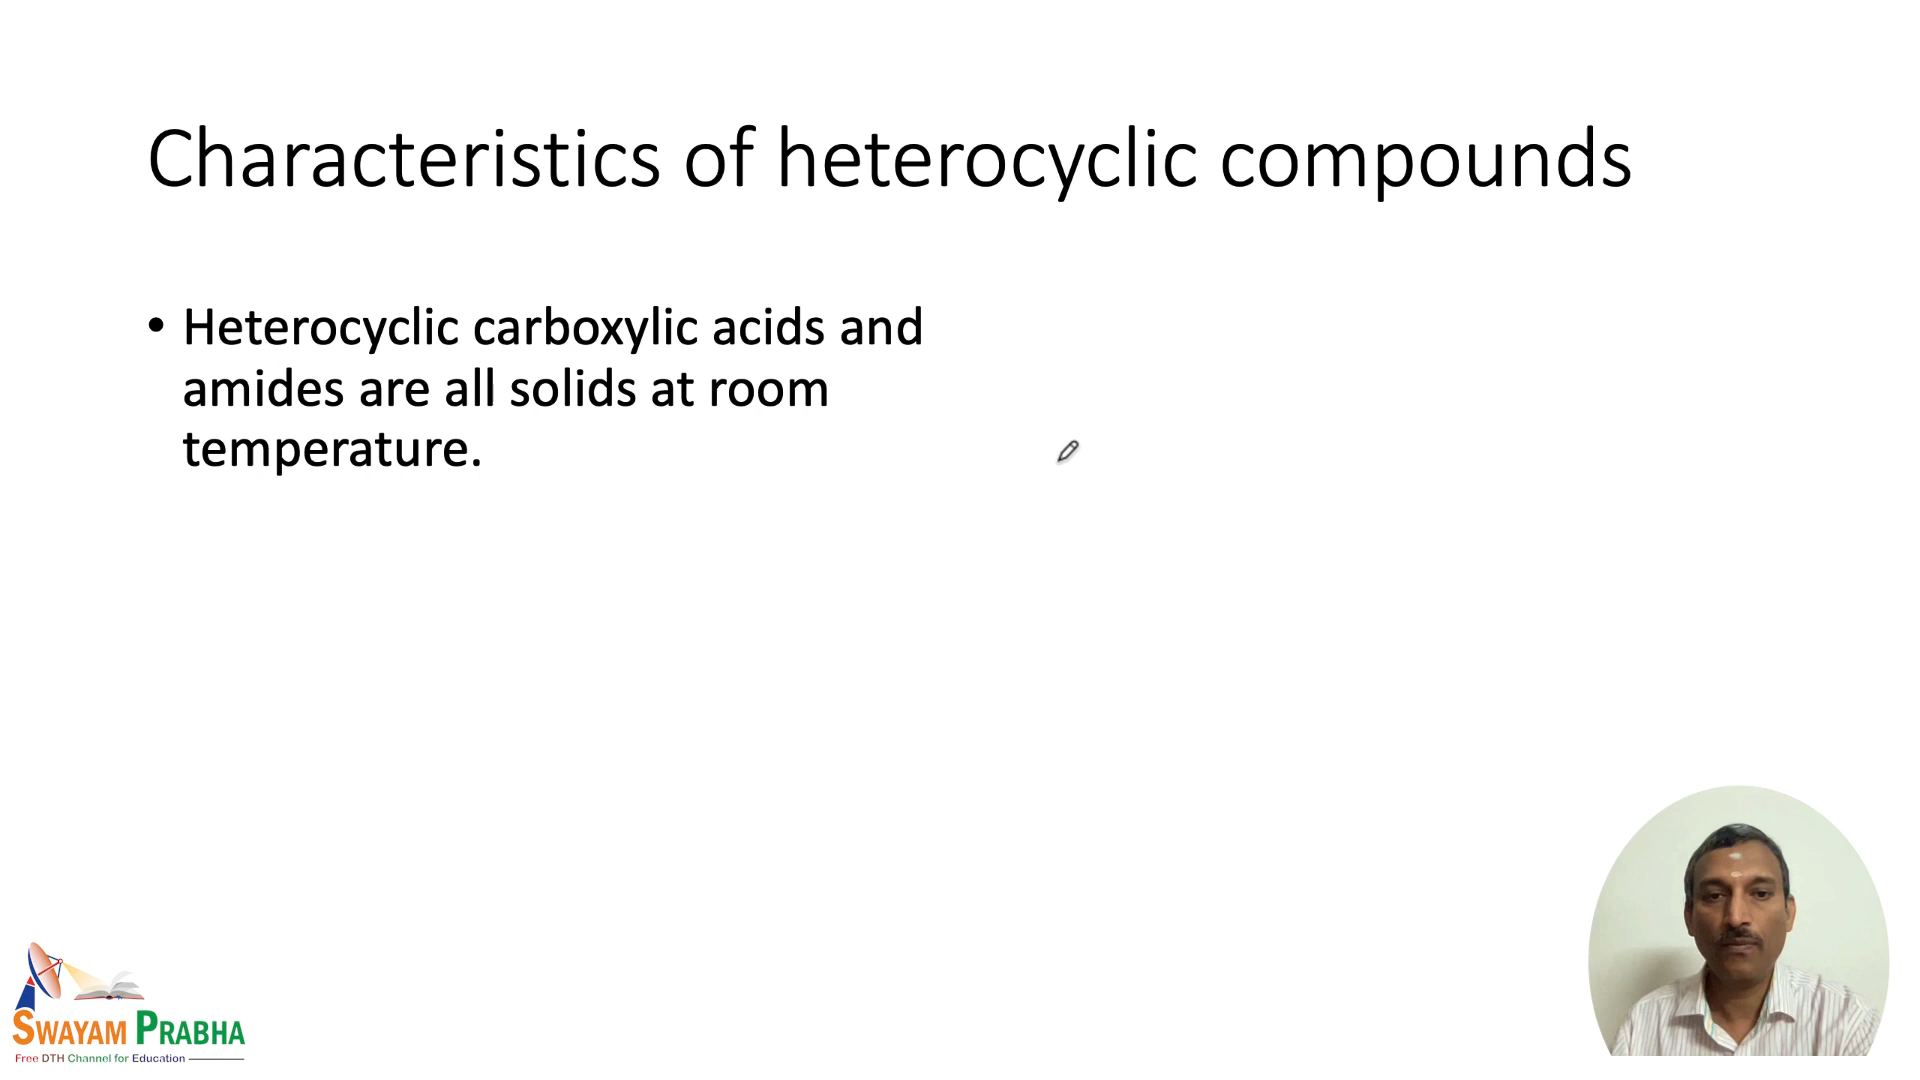 Characteristics of heterocyclic compounds
• Heterocyclic carboxylic acids and
amides are all solids at room
temperature.
SWAYAM PRABHA
Free DTH Channel for Education